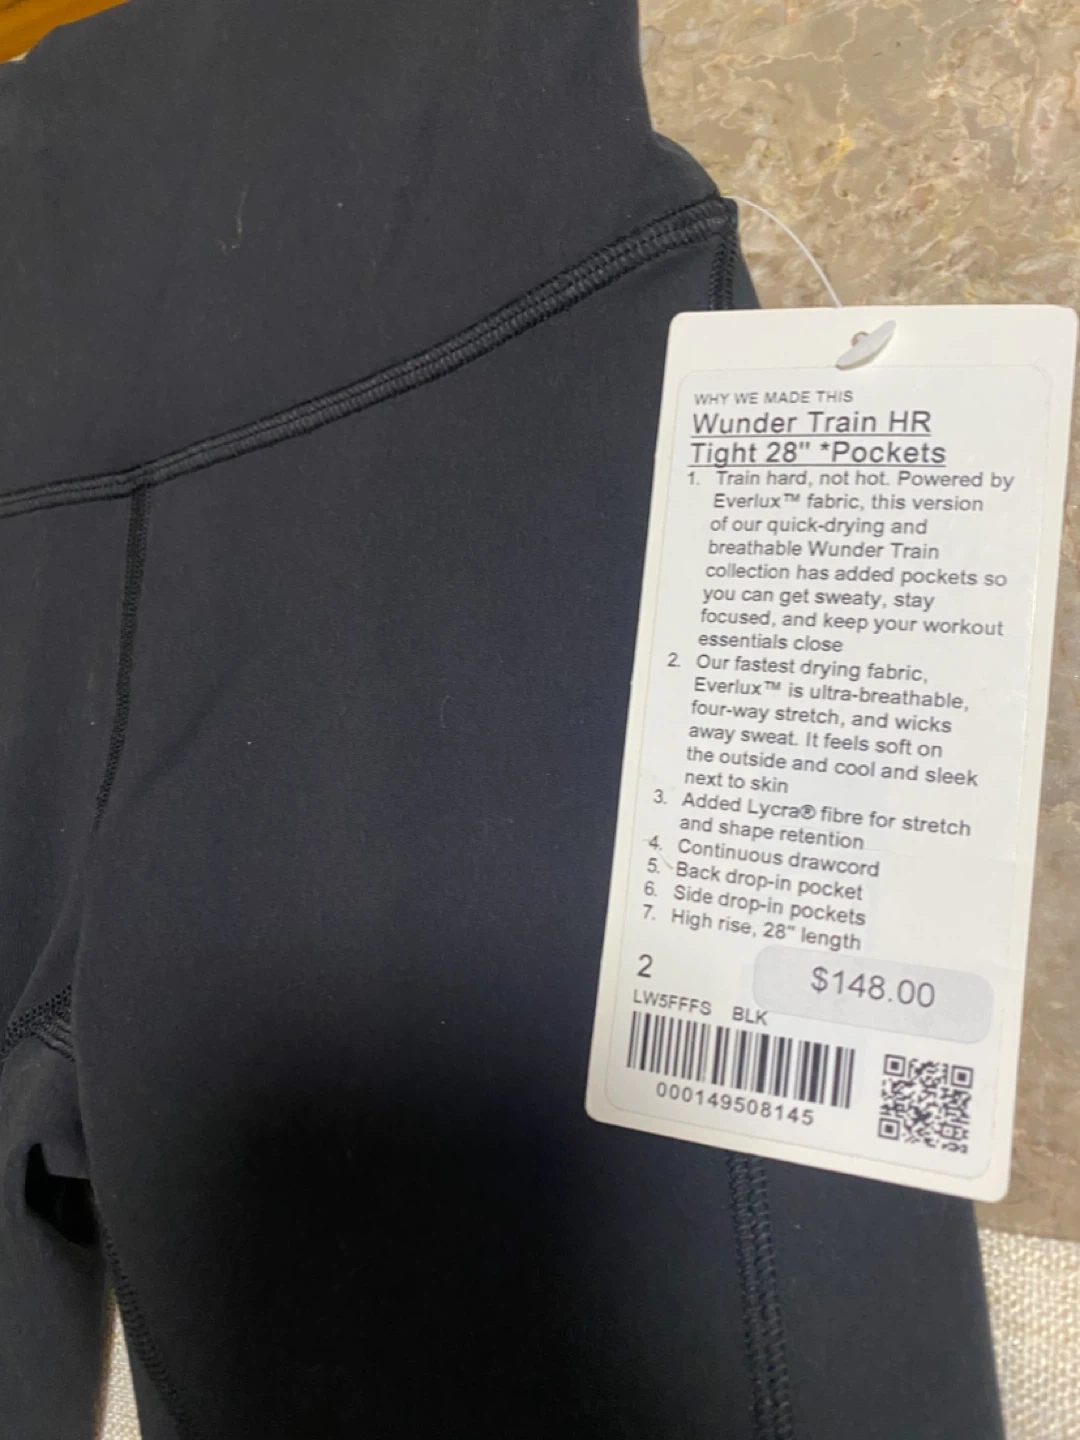 WHY WE MADE THIS
Wunder Train HR
Tight 28" *Pockets
1. Train hard, not hot. Powered by
Everlux™ fabric, this version
of our quick-drying and
breathable Wunder Train
collection has added pockets so
you can get sweaty, stay
focused, and keep your workout
essentials close
2. Our fastest drying fabric,
Everlux™ is ultra-breathable,
four-way stretch, and wicks
away sweat. It feels soft on
the outside and cool and sleek
next to skin
3. Added Lycra® fibre for stretch
and shape retention
4. Continuous drawcord
5. Back drop-in pocket
6. Side drop-in pockets
7. High rise, 28" length
2
$148.00
LW5FFFS BLK
000149508145